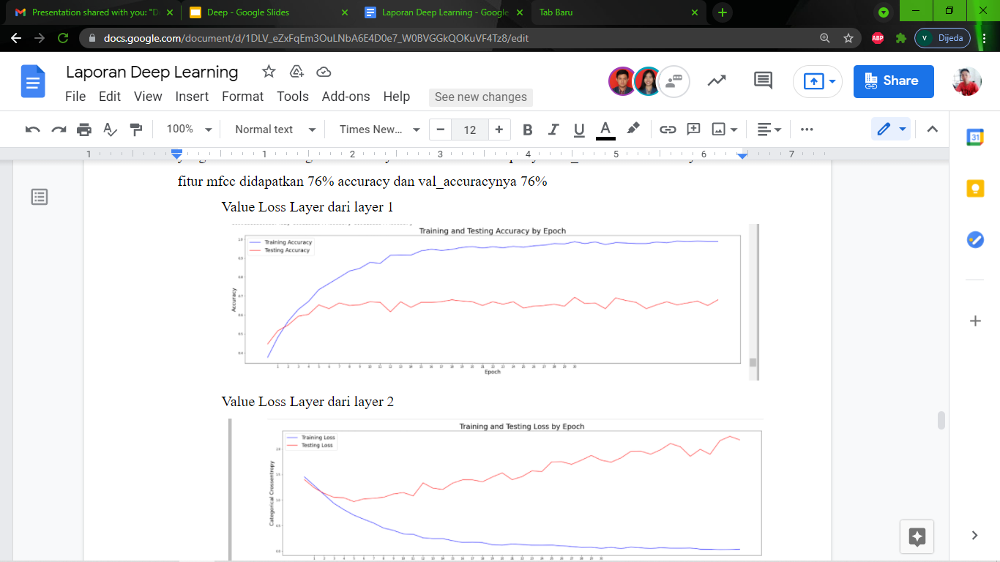 Presentation shared with you: "D
Deep - Google Slides
Laporan Deep Learning - Google
Tab Baru
docs.google.com/document/d/1DLV_eZxFqEm3OuLNbA6E4D0e7_W0BVGGkQOKuVF4Tz8/edit
ABP
V Dijeda
Laporan Deep Learning
File Edit View Insert Format Tools Add-ons Help See new changes
Share
100% Normal text Times New... 12 B I U A
31
1 1 2 3 4 5 6 7
fitur mfcc didapatkan 76% accuracy dan val_accuracynya 76%
Value Loss Layer dari layer 1
Training and Testing Accuracy by Epoch
Training Accuracy
Testing Accuracy
Accuracy
1.0
0.9
0.8
0.7
0.6
0.5
0.4
1 2 3 4 5 6 7 8 9 10 11 12 13 14 15 16 17 18 19 20 21 22 23 24 25 26 27 28 29 30
Epoch
Value Loss Layer dari layer 2
Training and Testing Loss by Epoch
Training Loss
Testing Loss
Categorical Crossentropy
2.0
1.5
1.0
0.5
0.0
1 2 3 4 5 6 7 8 9 10 11 12 13 14 15 16 17 18 19 20 21 22 23 24 25 26 27 28 29 30